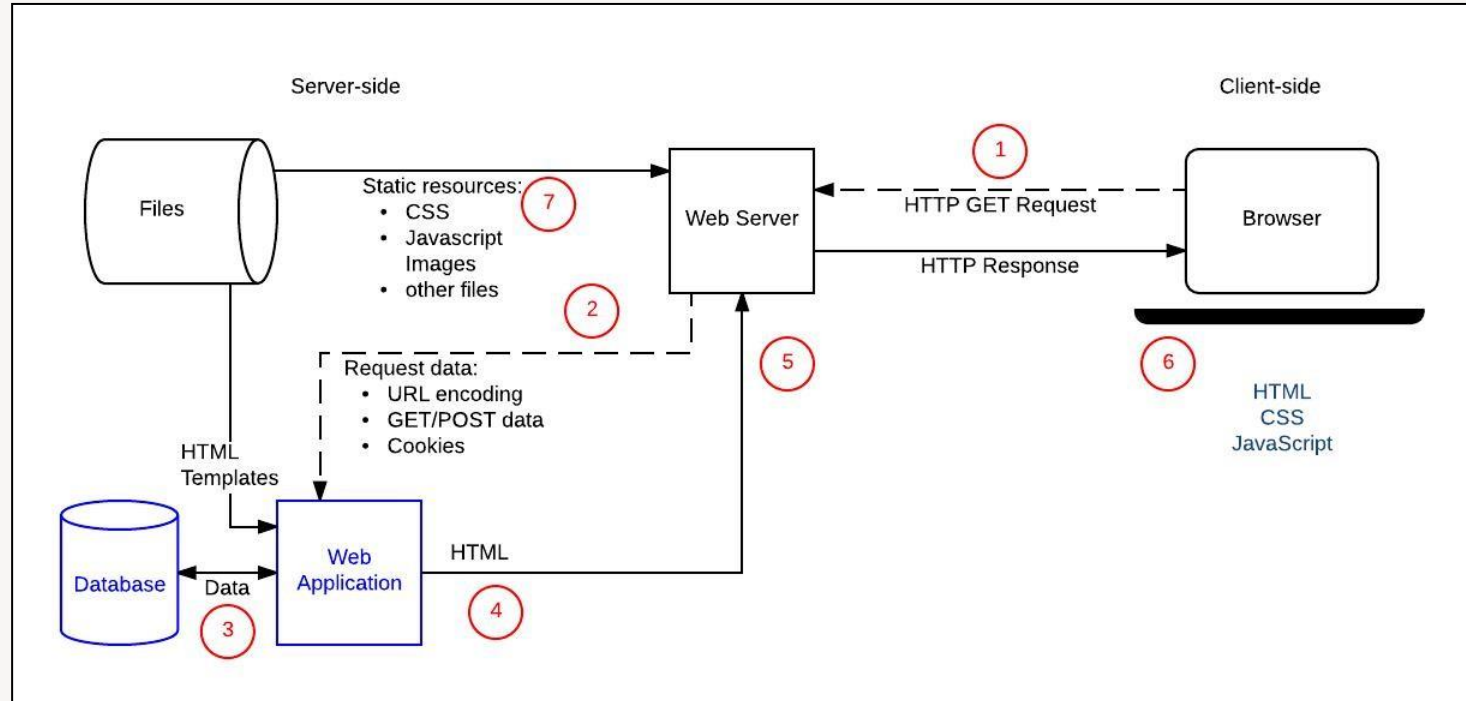 Server-side
Client-side
Files
Static resources:
• CSS
• Javascript
Images
• other files
7
Web Server
1
HTTP GET Request
HTTP Response
Browser
2
Request data:
• URL encoding
• GET/POST data
• Cookies
5
6
HTML
CSS
JavaScript
HTML
Templates
Database
Data
3
Web
Application
HTML
4